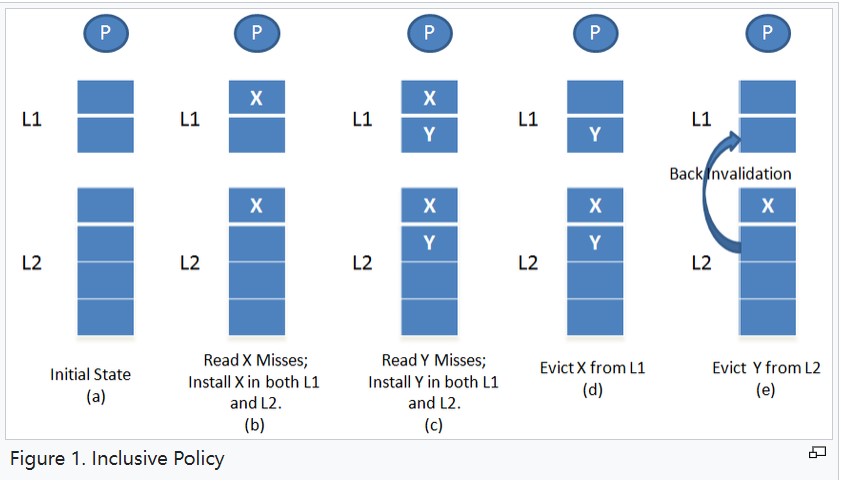 P P P P P
X X
L1 L1 L1 L1 L1
Y Y
Back Invalidation
X X X X
Y Y
L2 L2 L2 L2 L2
Initial State
(a)
Read X Misses;
Install X in both L1
and L2.
(b)
Read Y Misses;
Install Y in both L1
and L2.
(c)
Evict X from L1
(d)
Evict Y from L2
(e)
Figure 1. Inclusive Policy